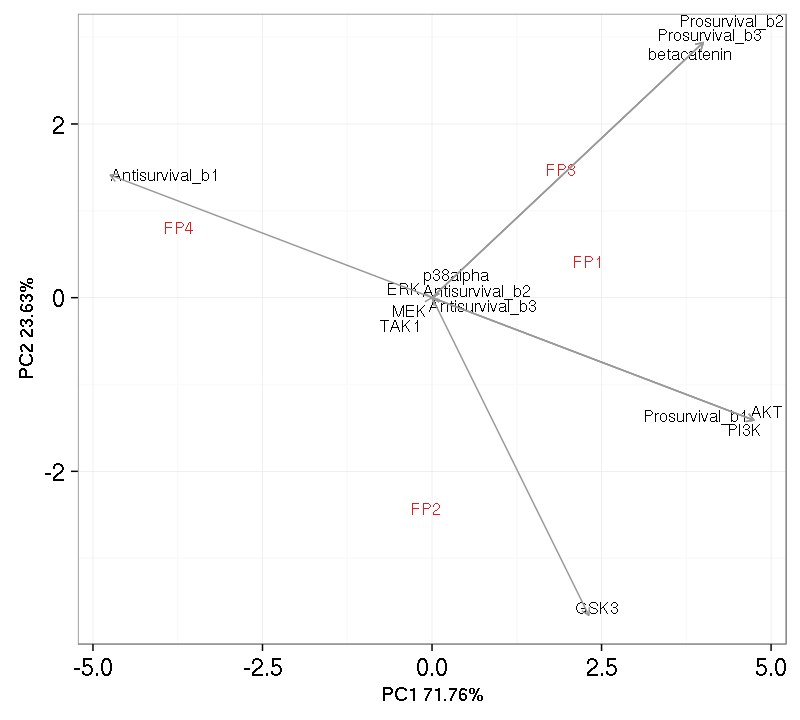 Prosurvival_b2
Prosurvival_b3
betacatenin
2
Antisurvival_b1
FP3
FP4
FP1
p38alpha
ERK
Antisurvival_b2
0
Antisurvival_b3
MEK
TAK1
PC2 23.63%
AKT
Prosurvival_b1
PI3K
-2
FP2
GSK3
-5.0 -2.5 0.0 2.5 5.0
PC1 71.76%